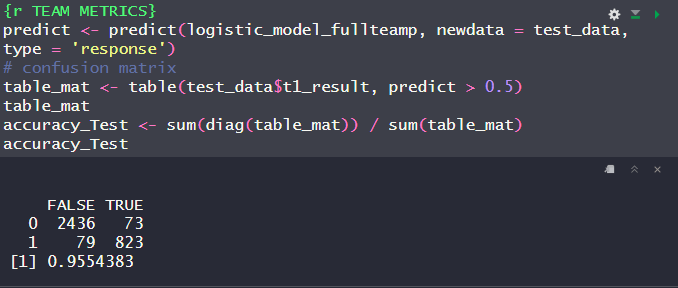 {r TEAM METRICS}
predict <- predict(logistic_model_fullteamp, newdata = test_data,
type = 'response')
# confusion matrix
table_mat <- table(test_data$t1_result, predict > 0.5)
table_mat
accuracy_Test <- sum(diag(table_mat)) / sum(table_mat)
accuracy_Test
FALSE TRUE
0 2436 73
1 79 823
[1] 0.9554383